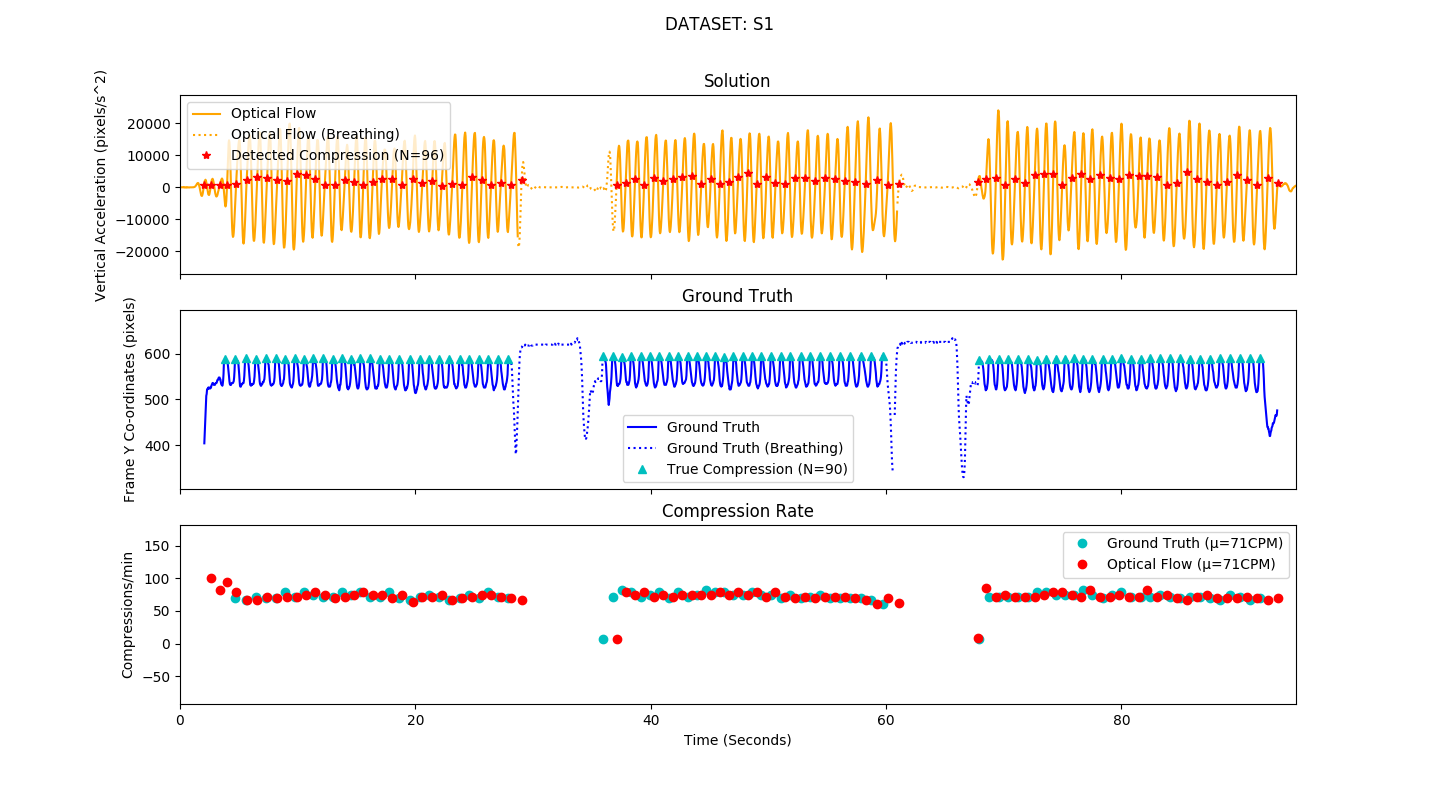 DATASET: S1
Solution
Vertical Acceleration (pixels/s^2)
20000
10000
0
−10000
−20000
Optical Flow
Optical Flow (Breathing)
Detected Compression (N=96)
Ground Truth
Frame Y Co-ordinates (pixels)
600
500
400
Ground Truth
Ground Truth (Breathing)
True Compression (N=90)
Compression Rate
Compressions/min
150
100
50
0
−50
Ground Truth (μ=71CPM)
Optical Flow (μ=71CPM)
0 20 40 60 80
Time (Seconds)